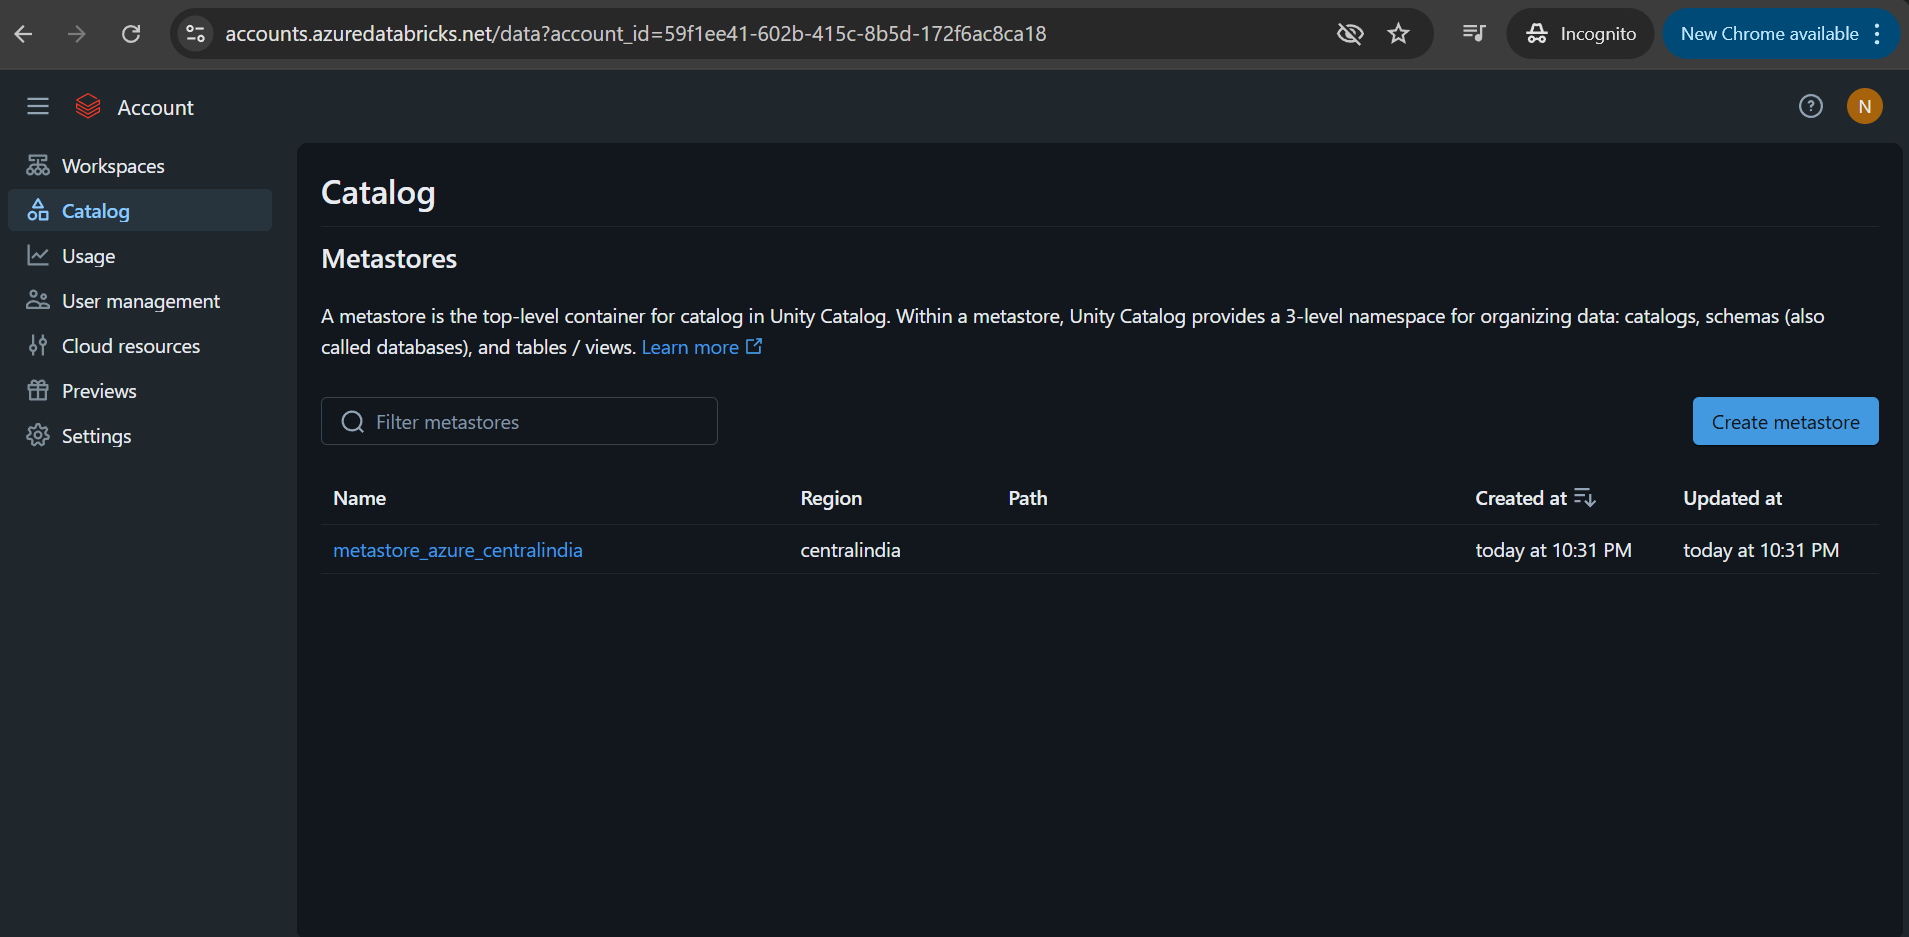 accounts.azuredatabricks.net/data?account_id=59f1ee41-602b-415c-8b5d-172f6ac8ca18
Incognito
New Chrome available
Account
?
N
Workspaces
Catalog
Usage
User management
Cloud resources
Previews
Settings
Catalog
Metastores
A metastore is the top-level container for catalog in Unity Catalog. Within a metastore, Unity Catalog provides a 3-level namespace for organizing data: catalogs, schemas (also
called databases), and tables / views. Learn more
Filter metastores
Create metastore
Name Region Path Created at Updated at
metastore_azure_centralindia centralindia today at 10:31 PM today at 10:31 PM